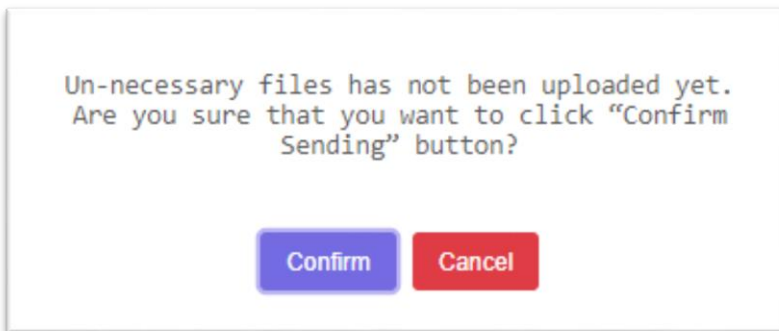 Un-necessary files has not been uploaded yet.
Are you sure that you want to click “Confirm
Sending” button?
Confirm Cancel